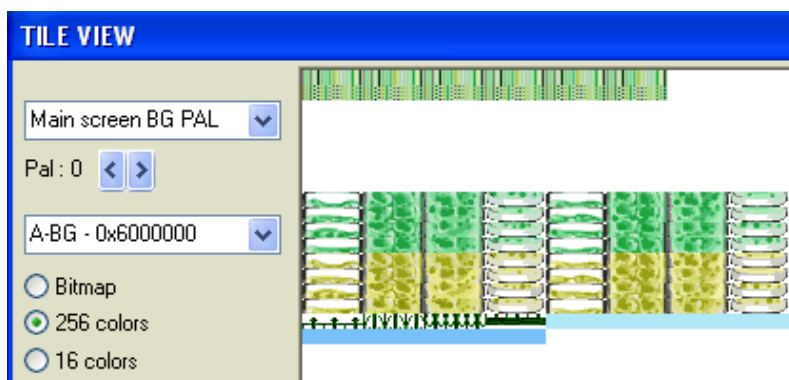 TILE VIEW
Main screen BG PAL
Pal : 0
A-BG - 0x6000000
Bitmap
256 colors
16 colors